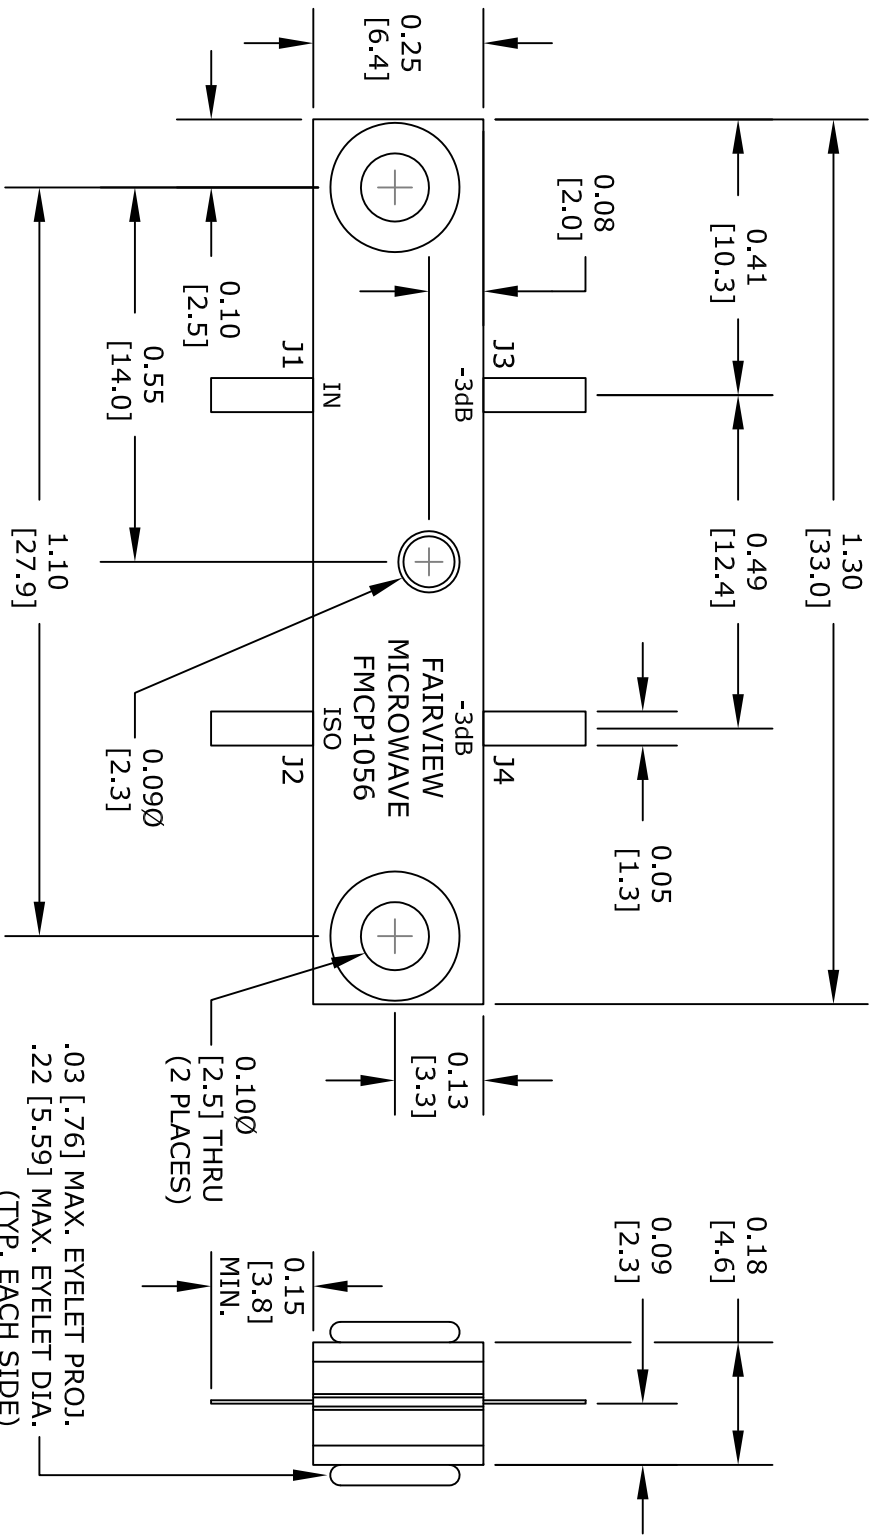 1.30
[33.0]
0.41
[10.3]
0.49
[12.4]
0.18
[4.6]
0.05
[1.3]
0.09
[2.3]
0.08
[2.0]
J3
J4
-3dB
-3dB
0.13
[3.3]
FAIRVIEW
MICROWAVE
FMCP1056
0.25
[6.4]
IN
ISO
J1
J2
0.15
[3.8]
MIN.
0.10
[2.5]
0.10Ø
[2.5] THRU
(2 PLACES)
0.55
[14.0]
0.09Ø
[2.3]
1.10
[27.9]
.03 [.76] MAX. EYELET PROJ.
.22 [5.59] MAX. EYELET DIA.
(TYP. EACH SIDE)